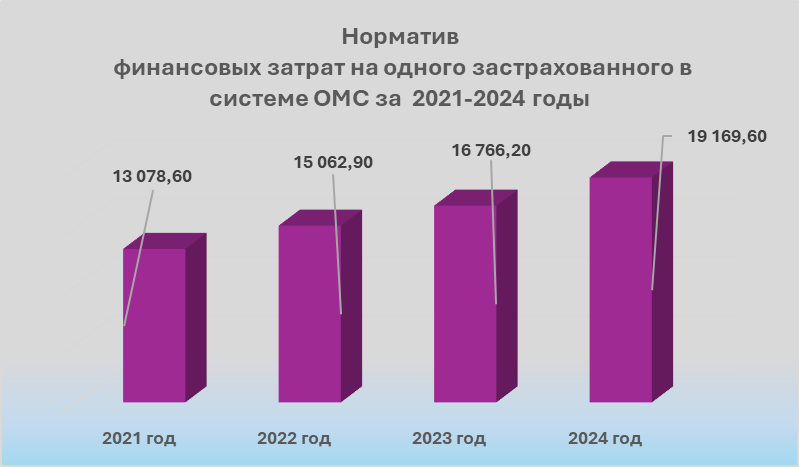 Норматив
финансовых затрат на одного застрахованного в
системе ОМС за 2021-2024 годы
13 078,60
15 062,90
16 766,20
19 169,60
2021 год
2022 год
2023 год
2024 год